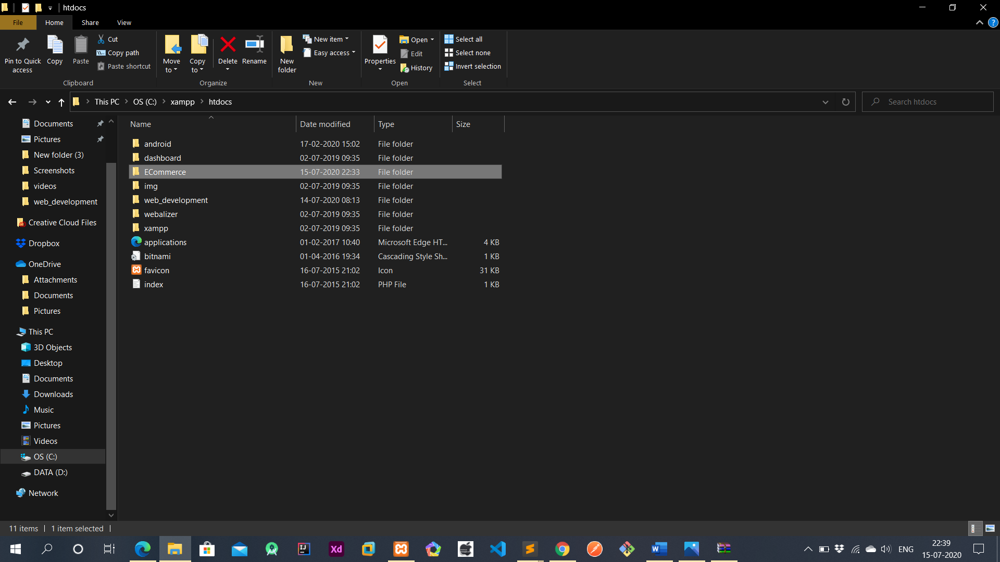 htdocs
File Home Share View
Pin to Quick access
Copy
Paste
Cut
Copy path
Paste shortcut
Clipboard
Move to
Copy to
Delete
Rename
Organize
New folder
New item
Easy access
New
Properties
Open
Edit
History
Open
Select all
Select none
Invert selection
Select
This PC > OS (C:) > xampp > htdocs
Search htdocs
Documents
Pictures
New folder (3)
Screenshots
videos
web_development
Creative Cloud Files
Dropbox
OneDrive
Attachments
Documents
Pictures
This PC
3D Objects
Desktop
Documents
Downloads
Music
Pictures
Videos
OS (C:)
DATA (D:)
Network
Name Date modified Type Size
android 17-02-2020 15:02 File folder
dashboard 02-07-2019 09:35 File folder
ECommerce 15-07-2020 22:33 File folder
img 02-07-2019 09:35 File folder
web_development 14-07-2020 08:13 File folder
webalizer 02-07-2019 09:35 File folder
xampp 02-07-2019 09:35 File folder
applications 01-02-2017 10:40 Microsoft Edge HT... 4 KB
bitnami 01-04-2016 19:34 Cascading Style Sh... 1 KB
favicon 16-07-2015 21:02 Icon 31 KB
index 16-07-2015 21:02 PHP File 1 KB
11 items 1 item selected
IJ
Xd
W
ENG
22:39
15-07-2020